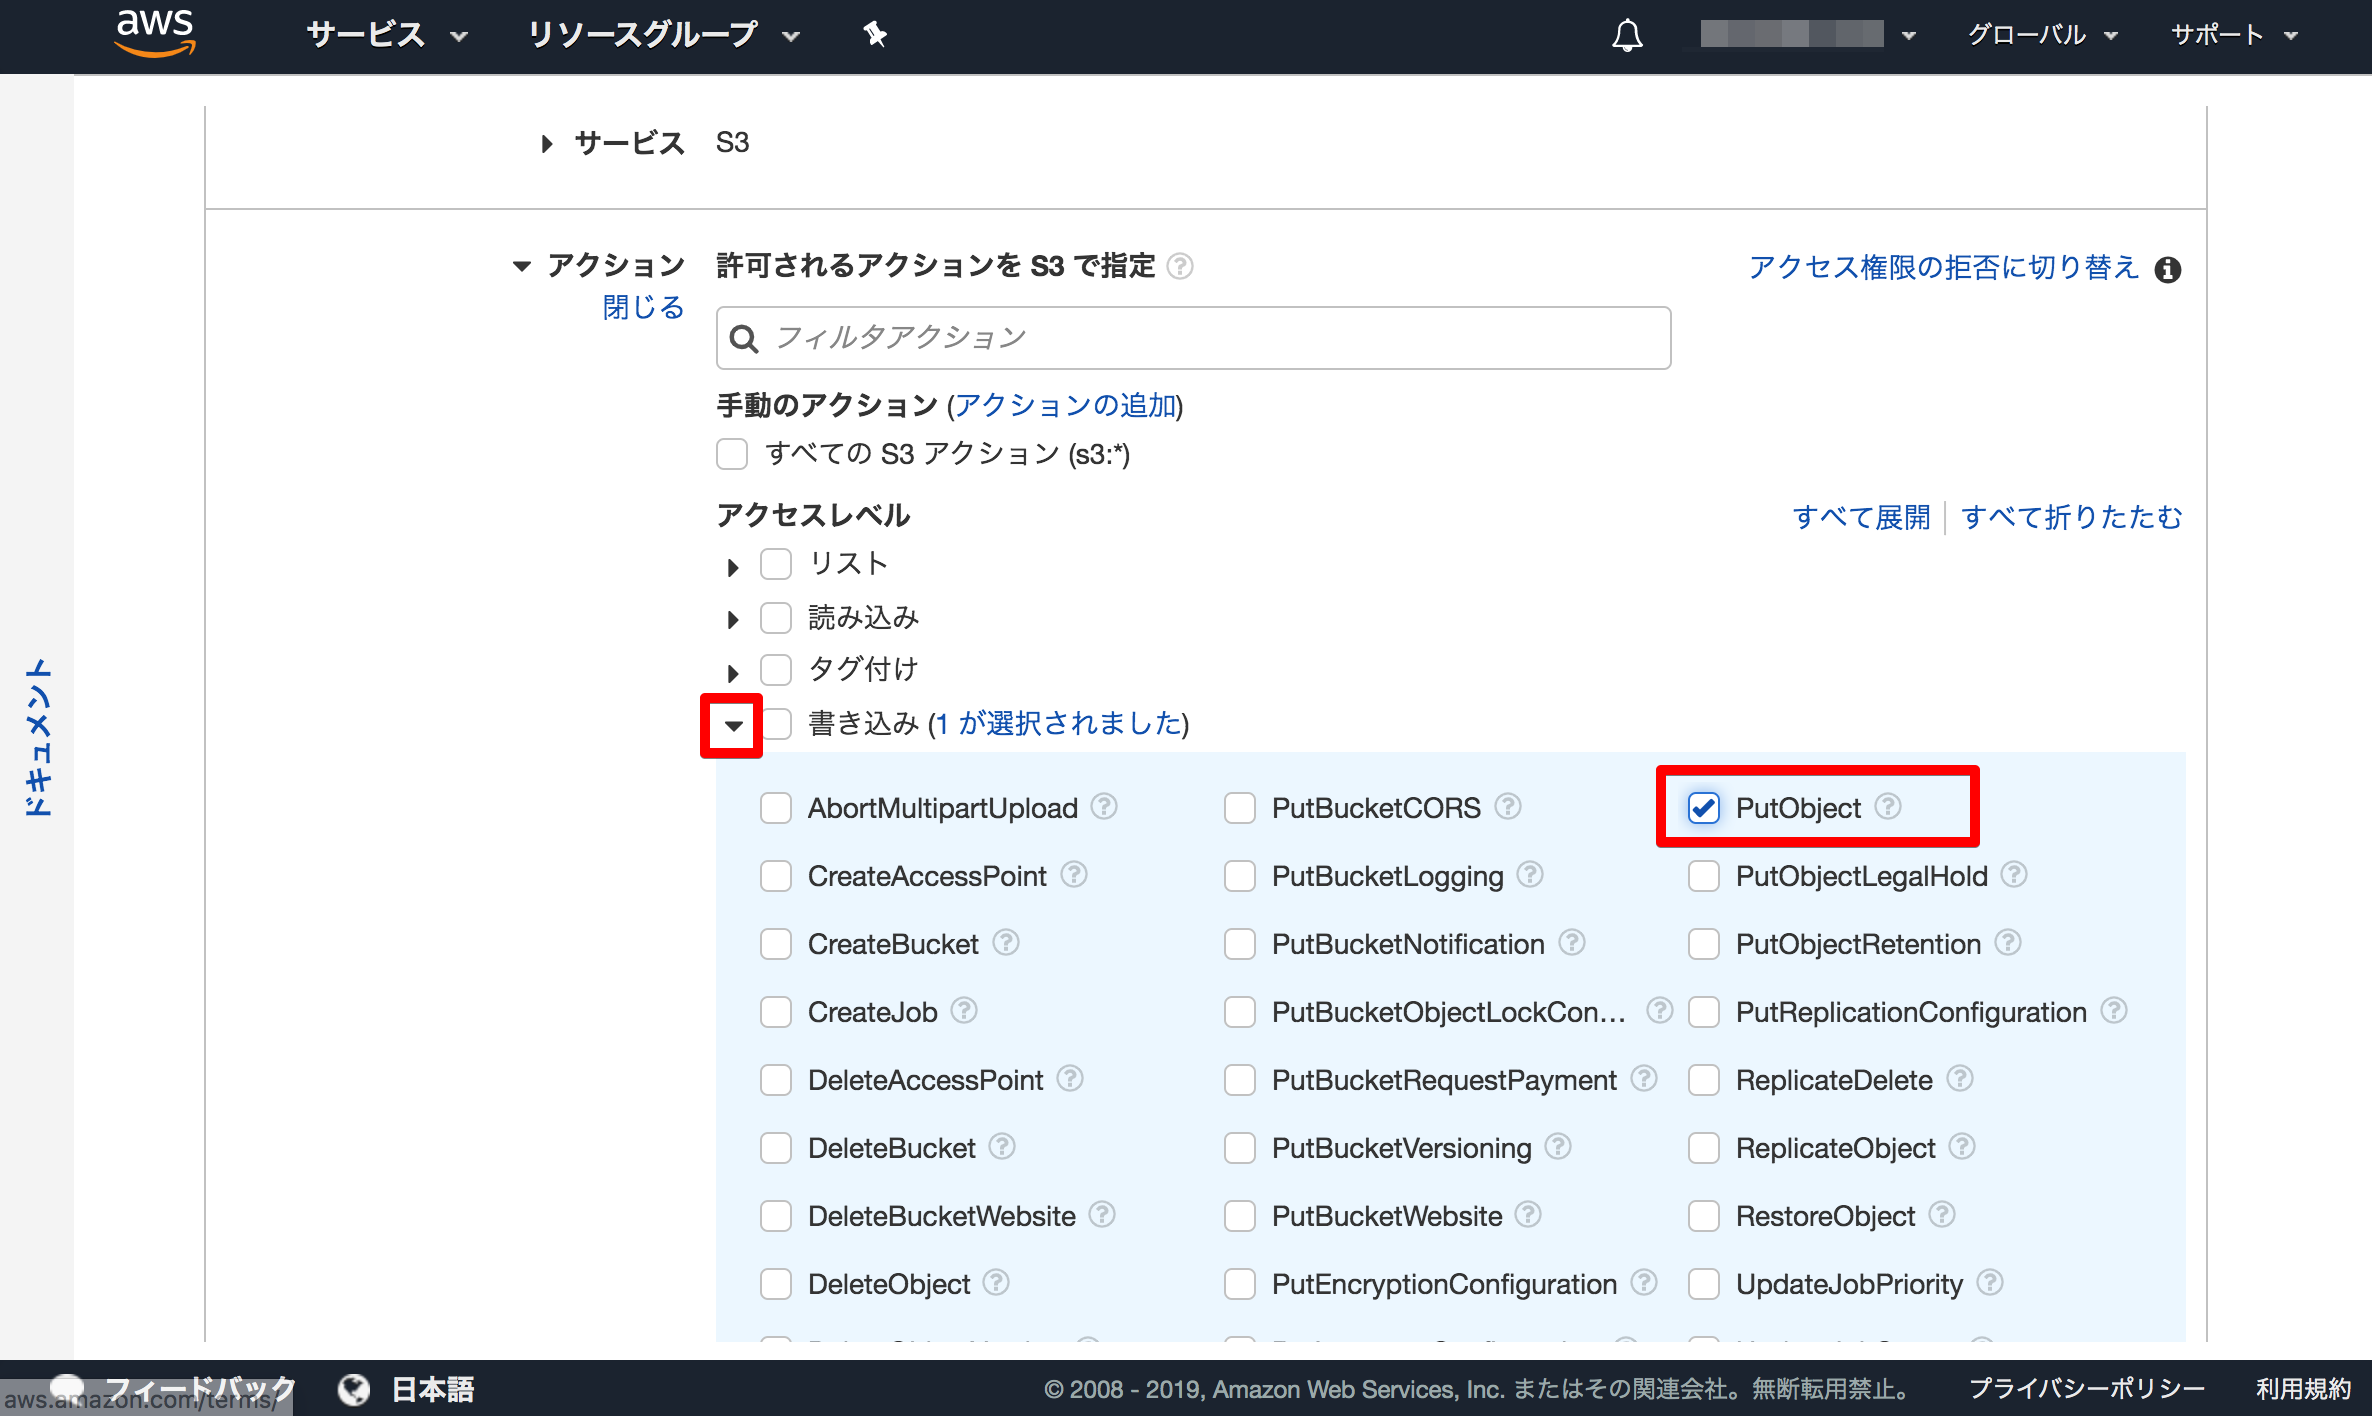 aws サービス リソースグループ グローバル サポート
サービス S3
アクション 許可されるアクションを S3 で指定 アクセス権限の拒否に切り替え
閉じる
フィルタアクション
手動のアクション (アクションの追加)
すべての S3 アクション (s3:*)
アクセスレベル すべて展開 すべて折りたたむ
リスト
読み込み
タグ付け
書き込み (1 が選択されました)
ドキュメント
AbortMultipartUpload PutBucketCORS PutObject
CreateAccessPoint PutBucketLogging PutObjectLegalHold
CreateBucket PutBucketNotification PutObjectRetention
CreateJob PutBucketObjectLockCon... PutReplicationConfiguration
DeleteAccessPoint PutBucketRequestPayment ReplicateDelete
DeleteBucket PutBucketVersioning ReplicateObject
DeleteBucketWebsite PutBucketWebsite RestoreObject
DeleteObject PutEncryptionConfiguration UpdateJobPriority
フィードバック 日本語 © 2008 - 2019, Amazon Web Services, Inc. またはその関連会社。無断転用禁止。 プライバシーポリシー 利用規約
aws.amazon.com/terms/